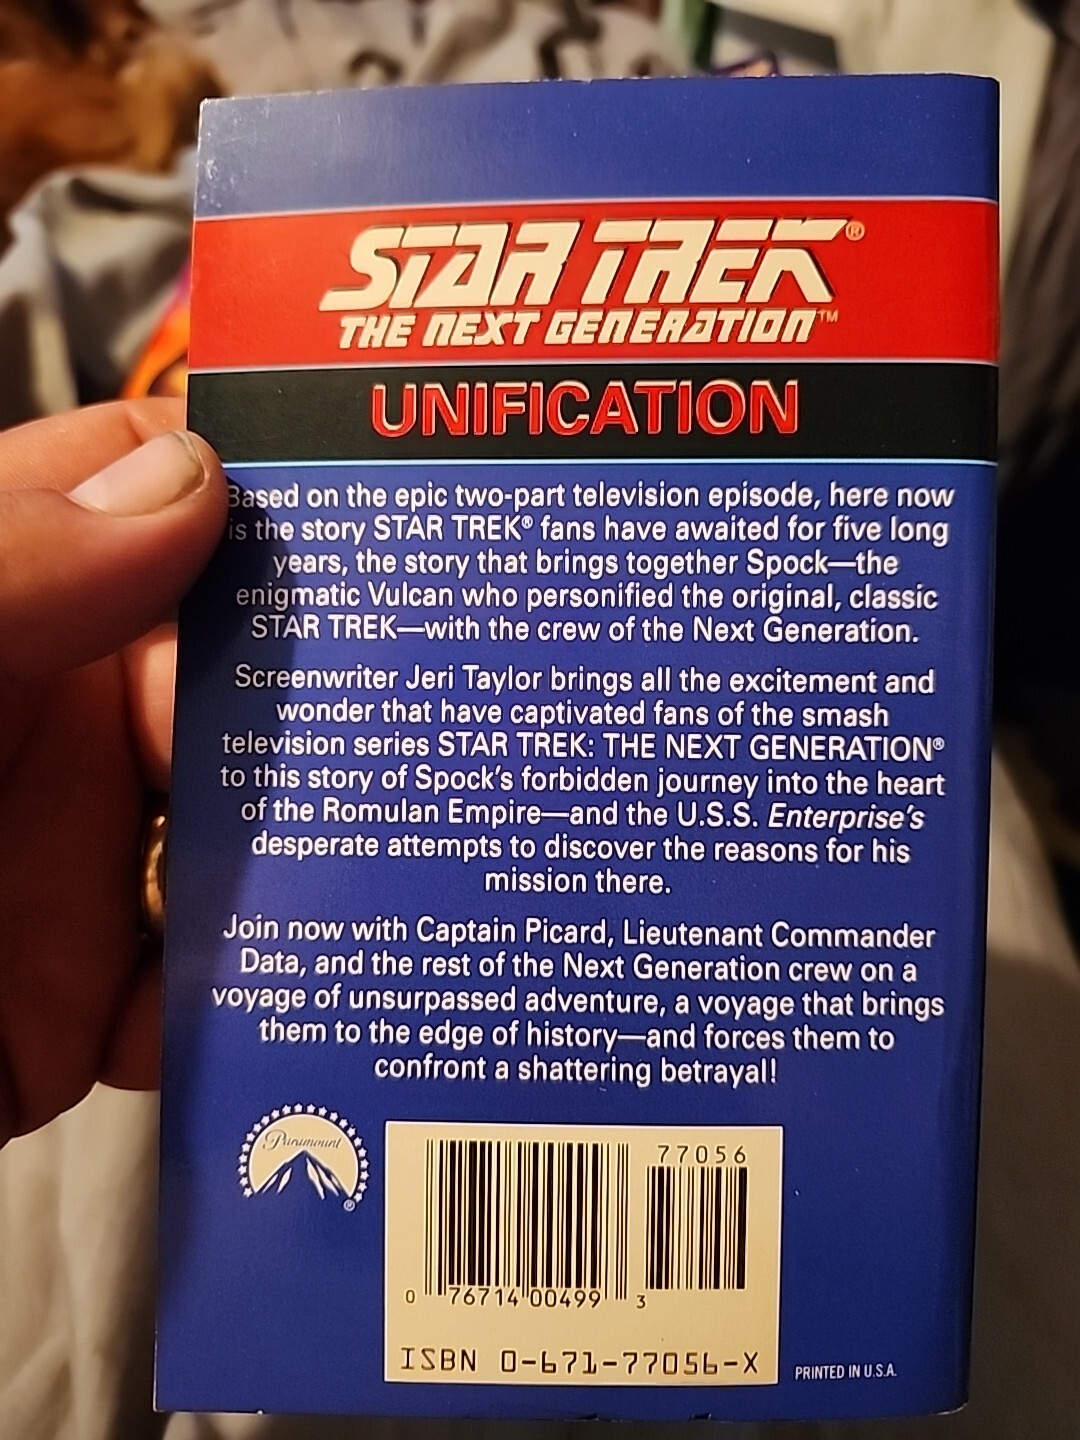 STAR TREK®
THE NEXT GENERATION™
UNIFICATION
Based on the epic two-part television episode, here now
is the story STAR TREK® fans have awaited for five long
years, the story that brings together Spock—the
enigmatic Vulcan who personified the original, classic
STAR TREK—with the crew of the Next Generation.
Screenwriter Jeri Taylor brings all the excitement and
wonder that have captivated fans of the smash
television series STAR TREK: THE NEXT GENERATION®
to this story of Spock's forbidden journey into the heart
of the Romulan Empire—and the U.S.S. Enterprise's
desperate attempts to discover the reasons for his
mission there.
Join now with Captain Picard, Lieutenant Commander
Data, and the rest of the Next Generation crew on a
voyage of unsurpassed adventure, a voyage that brings
them to the edge of history—and forces them to
confront a shattering betrayal!
Paramount
®
77056
0 76714 00499 3
ISBN 0-671-77056-X
PRINTED IN U.S.A.